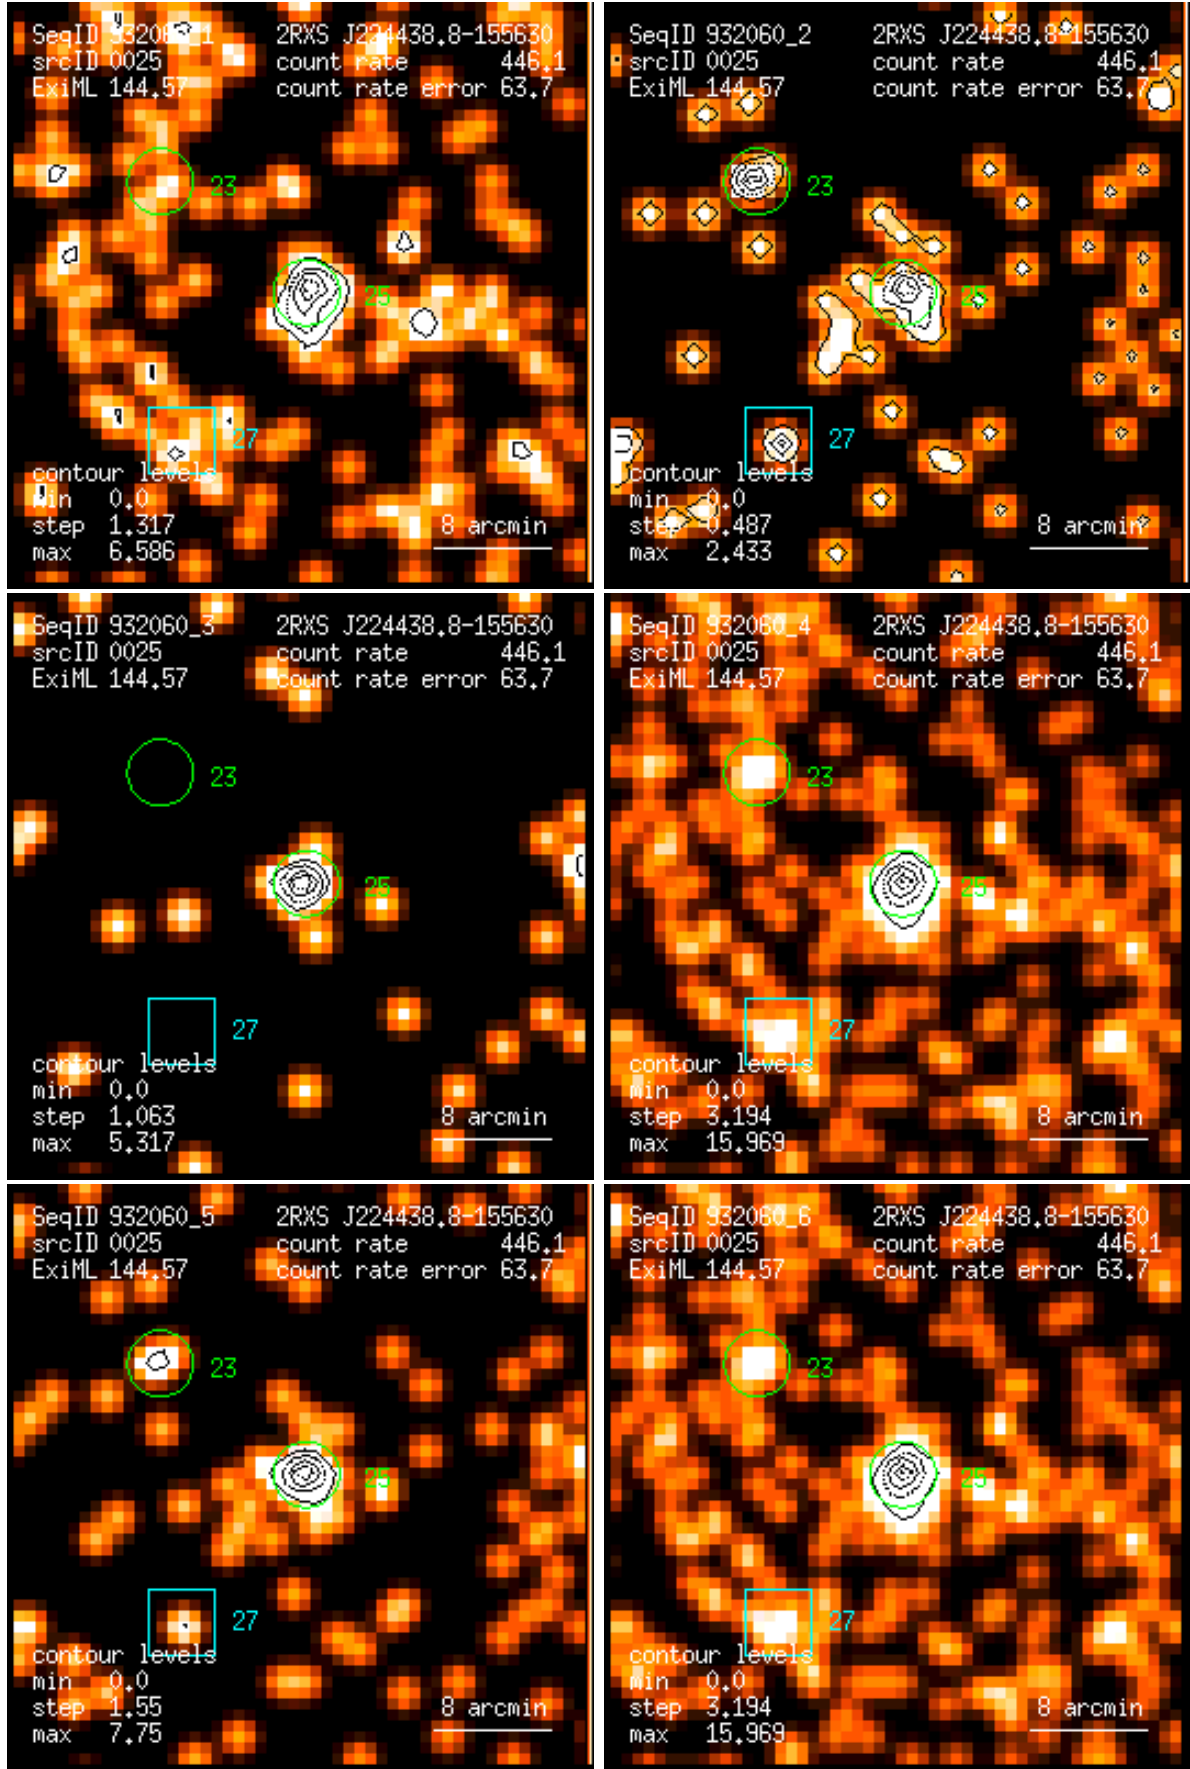 SeqID 932060_1 2RXS J224438.8-155630
srcID 0025 count rate 446.1
ExiML 144.57 count rate error 63.7
23
25
27
contour levels
min 0.0
step 1.317 8 arcmin
max 6.586
SeqID 932060_2 2RXS J224438.8-155630
srcID 0025 count rate 446.1
ExiML 144.57 count rate error 63.7
23
25
27
contour levels
min 0.0
step 0.487 8 arcmin
max 2.433
SeqID 932060_3 2RXS J224438.8-155630
srcID 0025 count rate 446.1
ExiML 144.57 count rate error 63.7
23
25
27
contour levels
min 0.0
step 1.063 8 arcmin
max 5.317
SeqID 932060_4 2RXS J224438.8-155630
srcID 0025 count rate 446.1
ExiML 144.57 count rate error 63.7
23
25
27
contour levels
min 0.0
step 3.194 8 arcmin
max 15.969
SeqID 932060_5 2RXS J224438.8-155630
srcID 0025 count rate 446.1
ExiML 144.57 count rate error 63.7
23
25
27
contour levels
min 0.0
step 1.55 8 arcmin
max 7.75
SeqID 932060_6 2RXS J224438.8-155630
srcID 0025 count rate 446.1
ExiML 144.57 count rate error 63.7
23
25
27
contour levels
min 0.0
step 3.194 8 arcmin
max 15.969